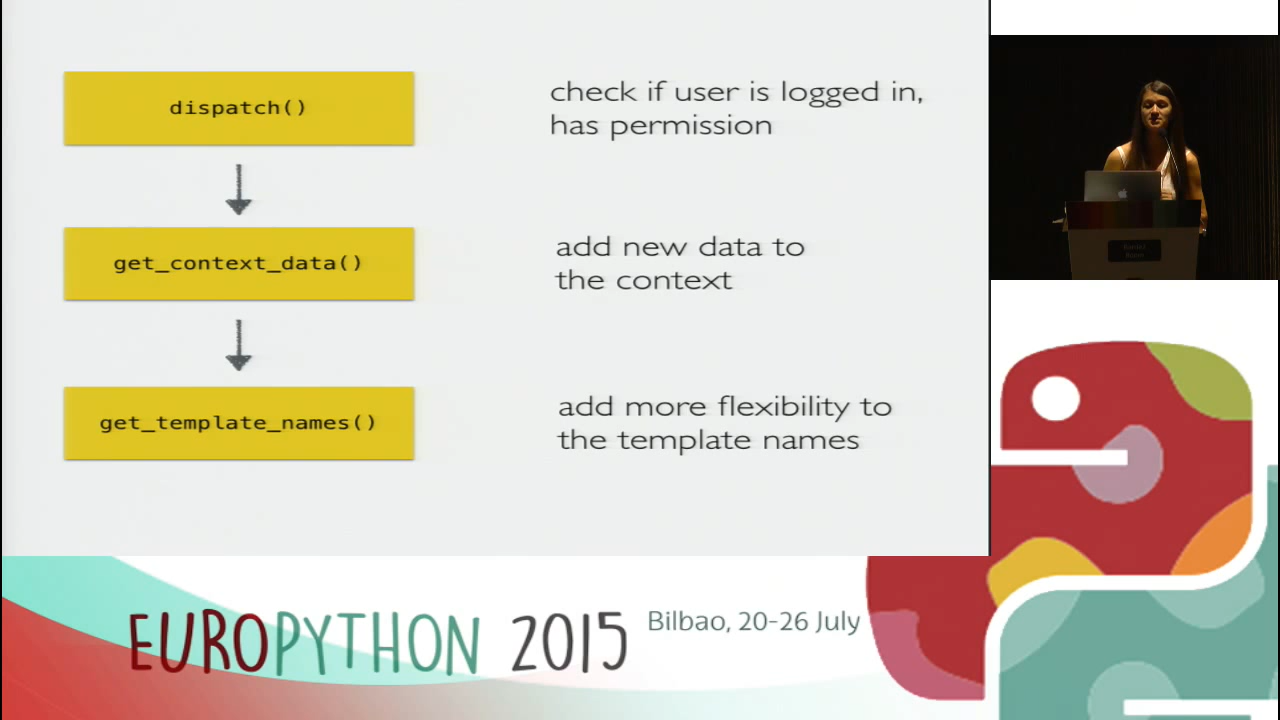 dispatch()
check if user is logged in,
has permission
get_context_data()
add new data to
the context
get_template_names()
add more flexibility to
the template names
EUROPYTHON 2015
Bilbao, 20-26 July